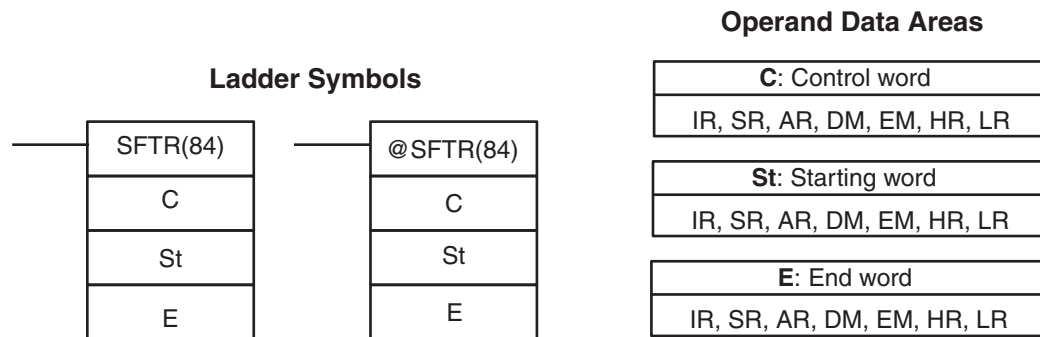 Ladder Symbols
SFTR(84)
C
St
E
@SFTR(84)
C
St
E
Operand Data Areas
C: Control word
IR, SR, AR, DM, EM, HR, LR
St: Starting word
IR, SR, AR, DM, EM, HR, LR
E: End word
IR, SR, AR, DM, EM, HR, LR